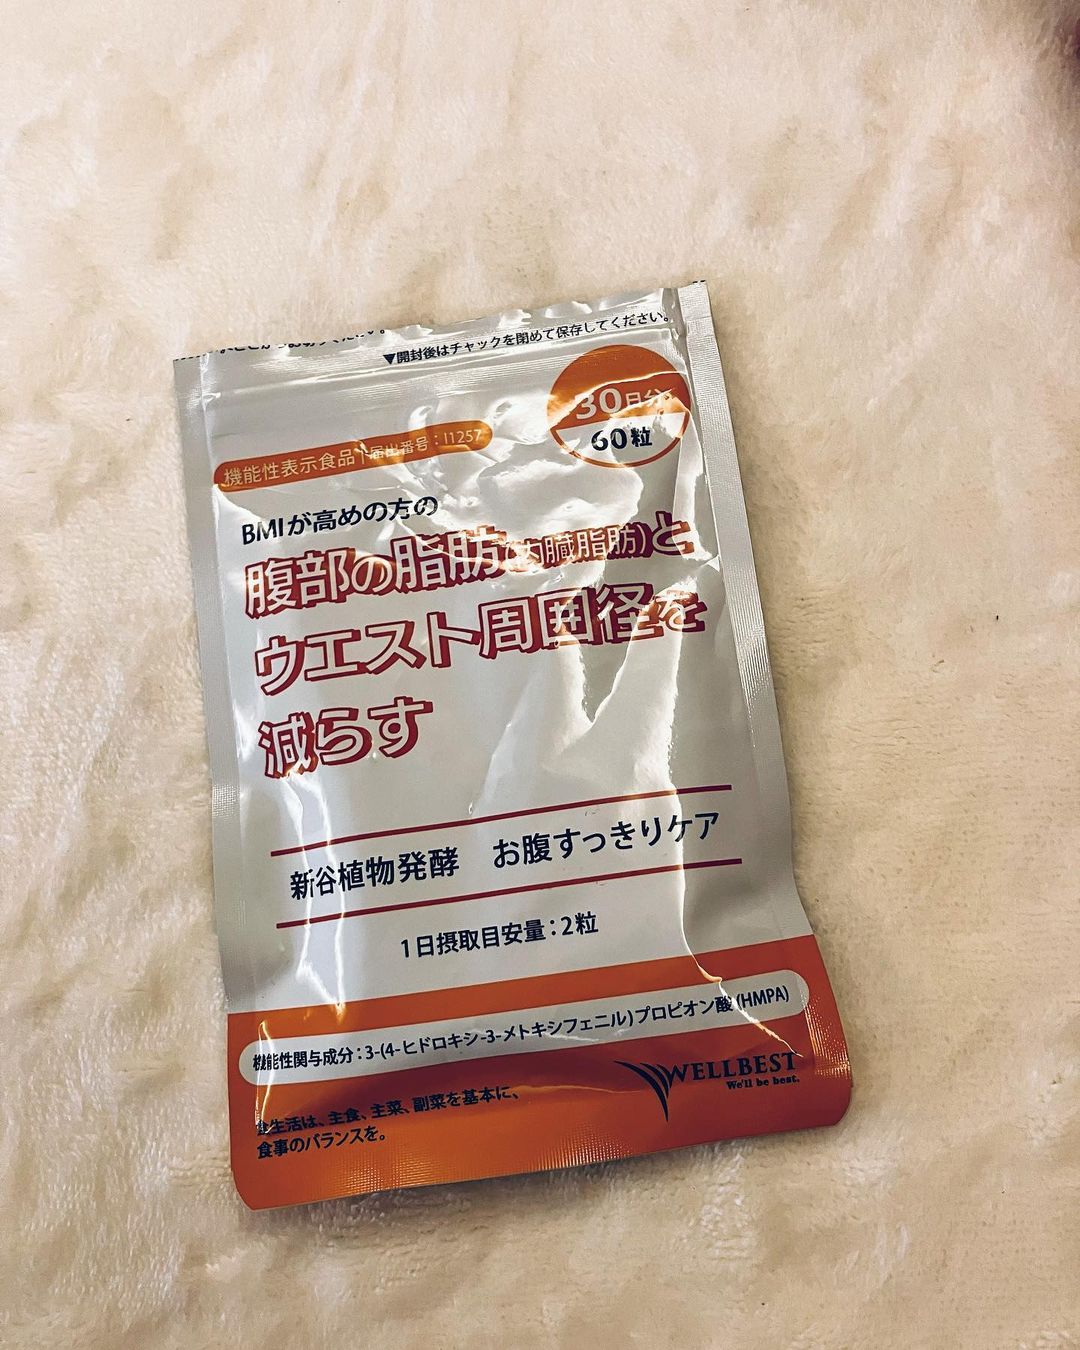 ▼開封後はチャックを閉めて保存してください。
30日分
60粒
機能性表示食品 届出番号：I1257
BMIが高めの方の
腹部の脂肪(内臓脂肪)と
ウエスト周囲径を
減らす
新谷植物発酵 お腹すっきりケア
1日摂取目安量：2粒
機能性関与成分：3-(4-ヒドロキシ-3-メトキシフェニル)プロピオン酸(HMPA)
WELLBEST
We'll be best.
食生活は、主食、主菜、副菜を基本に、
食事のバランスを。